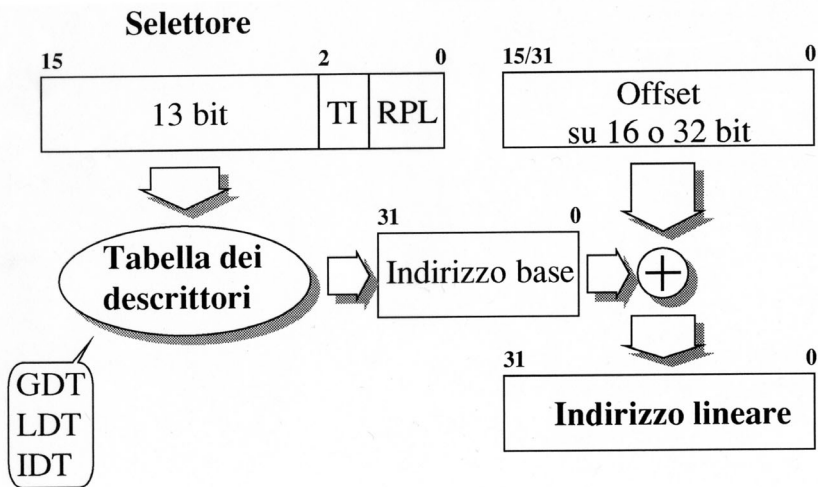 Selettore
15 2 0
15/31 0
13 bit TI RPL
Offset
su 16 o 32 bit
31 0
Tabella dei
descrittori
Indirizzo base
+
GDT
LDT
IDT
31 0
Indirizzo lineare